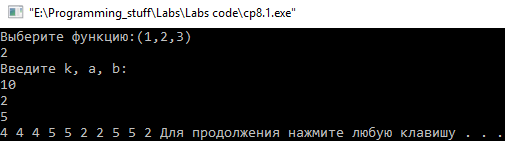 "E:\Programming_stuff\Labs\Labs code\cp8.1.exe"
Выберите функцию:(1,2,3)
2
Введите k, a, b:
10
2
5
4 4 4 5 5 2 2 5 5 2 Для продолжения нажмите любую клавишу . . .